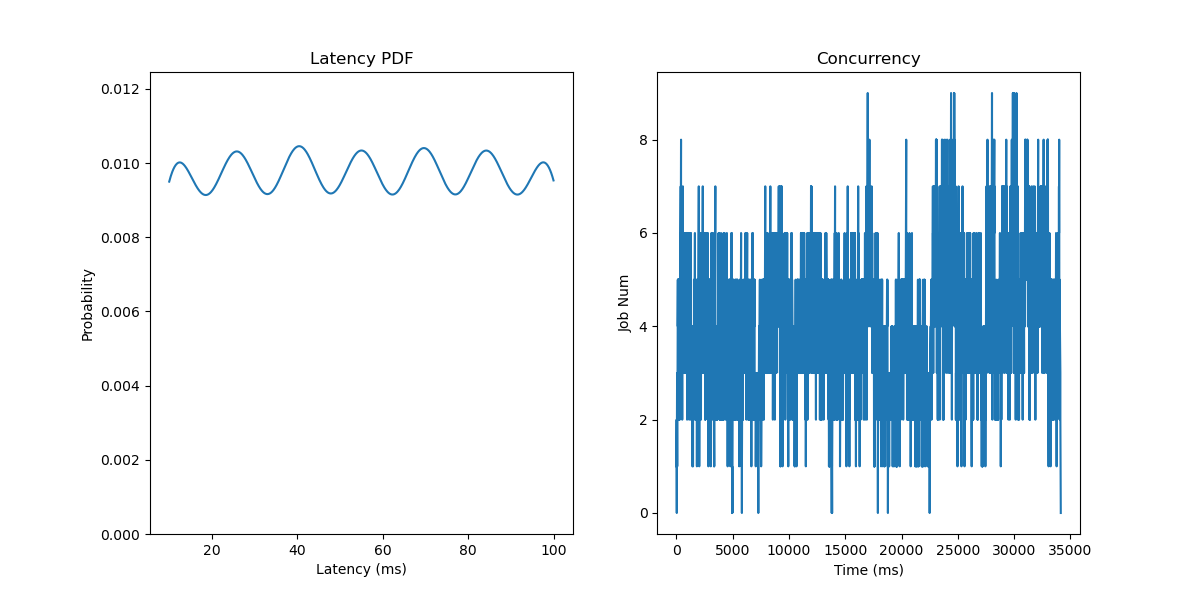 Latency PDF
Probability
0.012
0.010
0.008
0.006
0.004
0.002
0.000
20 40 60 80 100
Latency (ms)
Concurrency
Job Num
8
6
4
2
0
0 5000 10000 15000 20000 25000 30000 35000
Time (ms)